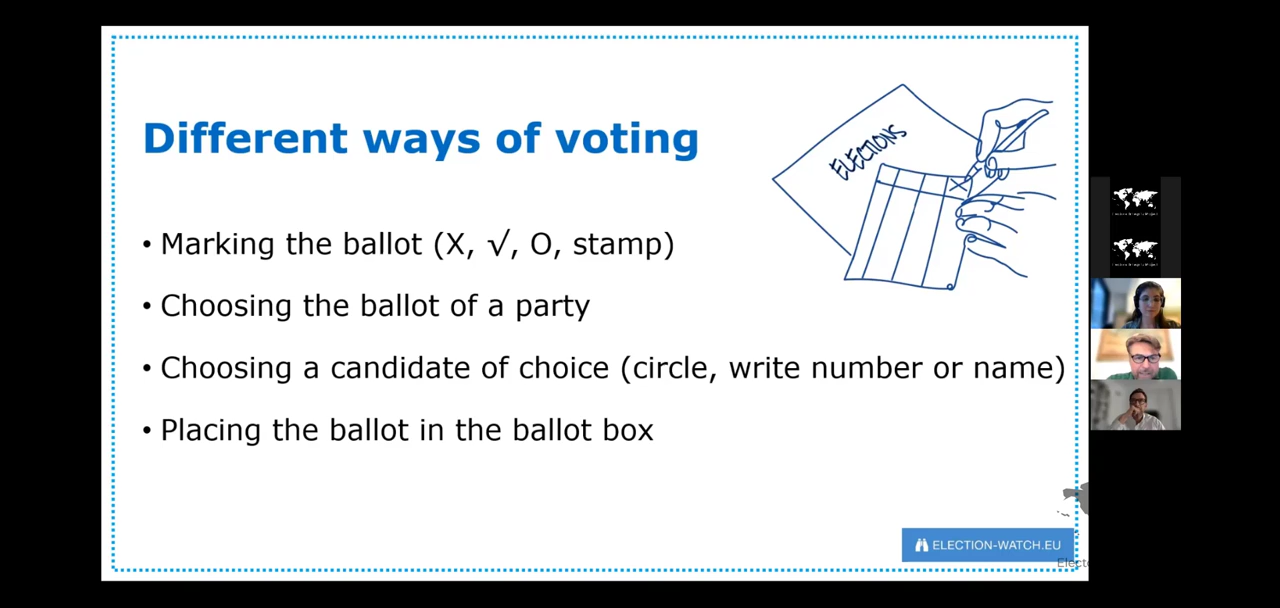 Different ways of voting
ELECTIONS
X
• Marking the ballot (X, √, O, stamp)
• Choosing the ballot of a party
• Choosing a candidate of choice (circle, write number or name)
• Placing the ballot in the ballot box
ELECTION-WATCH.EU